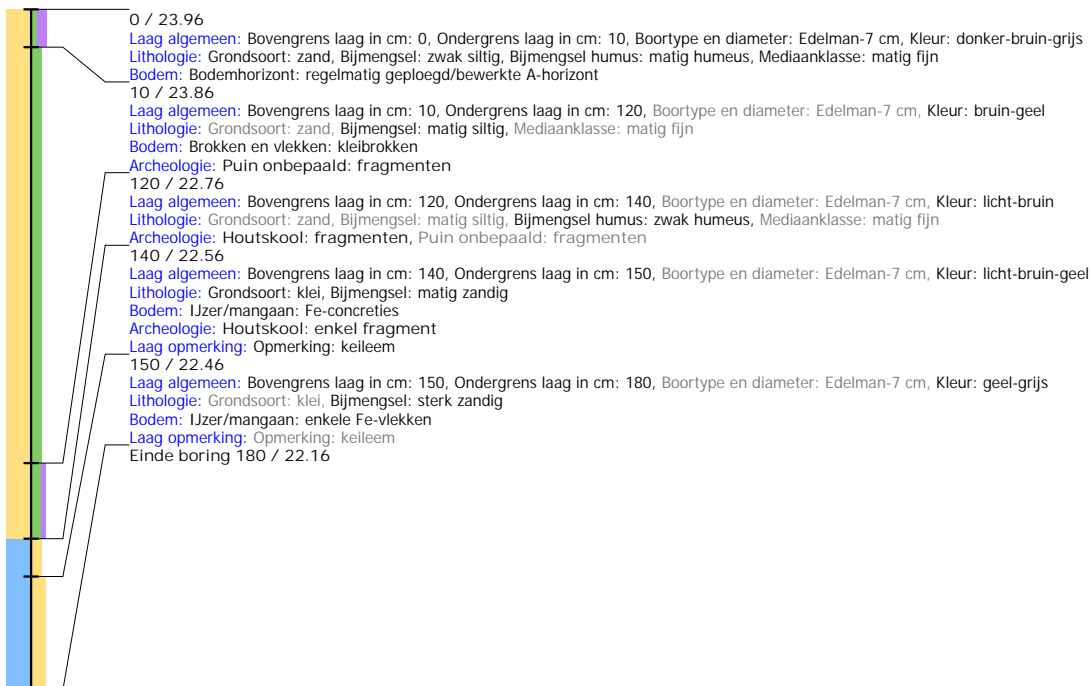 0 / 23.96
Laag algemeen: Bovengrens laag in cm: 0, Ondergrens laag in cm: 10, Boortype en diameter: Edelman-7 cm, Kleur: donker-bruin-grijs
Lithologie: Grondsoort: zand, Bijmengsel: zwak siltig, Bijmengsel humus: matig humeus, Mediaanklasse: matig fijn
Bodem: Bodemhorizont: regelmatig geploegd/bewerkte A-horizont
10 / 23.86
Laag algemeen: Bovengrens laag in cm: 10, Ondergrens laag in cm: 120, Boortype en diameter: Edelman-7 cm, Kleur: bruin-geel
Lithologie: Grondsoort: zand, Bijmengsel: matig siltig, Mediaanklasse: matig fijn
Bodem: Brokken en vlekken: kleibrokken
Archeologie: Puin onbepaald: fragmenten
120 / 22.76
Laag algemeen: Bovengrens laag in cm: 120, Ondergrens laag in cm: 140, Boortype en diameter: Edelman-7 cm, Kleur: licht-bruin
Lithologie: Grondsoort: zand, Bijmengsel: matig siltig, Bijmengsel humus: zwak humeus, Mediaanklasse: matig fijn
Archeologie: Houtskool: fragmenten, Puin onbepaald: fragmenten
140 / 22.56
Laag algemeen: Bovengrens laag in cm: 140, Ondergrens laag in cm: 150, Boortype en diameter: Edelman-7 cm, Kleur: licht-bruin-geel
Lithologie: Grondsoort: klei, Bijmengsel: matig zandig
Bodem: IJzer/mangaan: Fe-concreties
Archeologie: Houtskool: enkel fragment
Laag opmerking: Opmerking: keileem
150 / 22.46
Laag algemeen: Bovengrens laag in cm: 150, Ondergrens laag in cm: 180, Boortype en diameter: Edelman-7 cm, Kleur: geel-grijs
Lithologie: Grondsoort: klei, Bijmengsel: sterk zandig
Bodem: IJzer/mangaan: enkele Fe-vlekken
Laag opmerking: Opmerking: keileem
Einde boring 180 / 22.16